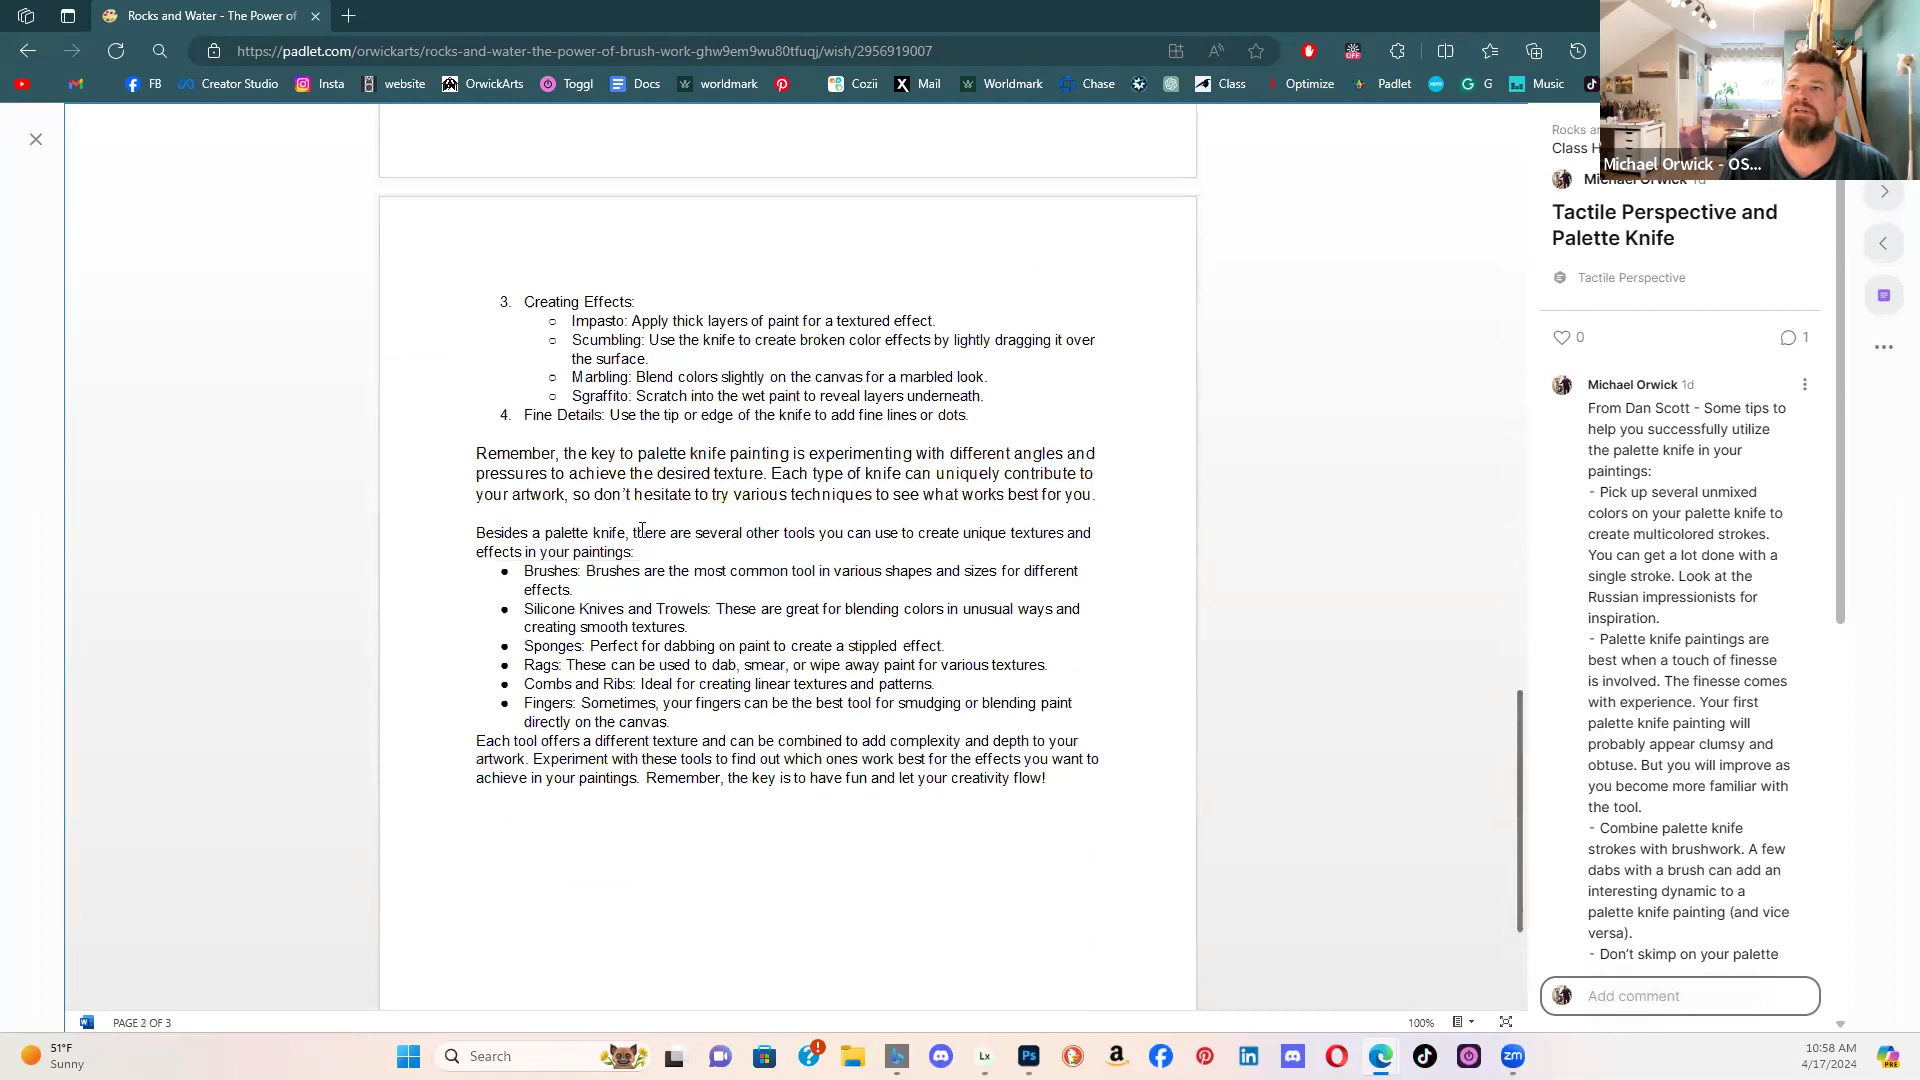 Rocks and Water - The Power of
https://padlet.com/orwickarts/rocks-and-water-the-power-of-brush-work-ghw9em9wu80tfuqj/wish/2956919007
OFF
FB
Creator Studio
Insta
website
OrwickArts
Toggl
Docs
worldmark
Cozii
Mail
Worldmark
Chase
Class
Optimize
Padlet
G
Music
Michael Orwick - OS...
Rocks
Class
Michael Orwick 1d
Tactile Perspective and
Palette Knife
Tactile Perspective
0
1
Michael Orwick 1d
From Dan Scott - Some tips to
help you successfully utilize
the palette knife in your
paintings:
- Pick up several unmixed
colors on your palette knife to
create multicolored strokes.
You can get a lot done with a
single stroke. Look at the
Russian impressionists for
inspiration.
- Palette knife paintings are
best when a touch of finesse
is involved. The finesse comes
with experience. Your first
palette knife painting will
probably appear clumsy and
obtuse. But you will improve as
you become more familiar with
the tool.
- Combine palette knife
strokes with brushwork. A few
dabs with a brush can add an
interesting dynamic to a
palette knife painting (and vice
versa).
- Don't skimp on your palette
Add comment
3. Creating Effects:
○ Impasto: Apply thick layers of paint for a textured effect.
○ Scumbling: Use the knife to create broken color effects by lightly dragging it over
the surface.
○ Marbling: Blend colors slightly on the canvas for a marbled look.
○ Sgraffito: Scratch into the wet paint to reveal layers underneath.
4. Fine Details: Use the tip or edge of the knife to add fine lines or dots.
Remember, the key to palette knife painting is experimenting with different angles and
pressures to achieve the desired texture. Each type of knife can uniquely contribute to
your artwork, so don't hesitate to try various techniques to see what works best for you.
Besides a palette knife, there are several other tools you can use to create unique textures and
effects in your paintings:
● Brushes: Brushes are the most common tool in various shapes and sizes for different
effects.
● Silicone Knives and Trowels: These are great for blending colors in unusual ways and
creating smooth textures.
● Sponges: Perfect for dabbing on paint to create a stippled effect.
● Rags: These can be used to dab, smear, or wipe away paint for various textures.
● Combs and Ribs: Ideal for creating linear textures and patterns.
● Fingers: Sometimes, your fingers can be the best tool for smudging or blending paint
directly on the canvas.
Each tool offers a different texture and can be combined to add complexity and depth to your
artwork. Experiment with these tools to find out which ones work best for the effects you want to
achieve in your paintings. Remember, the key is to have fun and let your creativity flow!
PAGE 2 OF 3
100%
51°F
Sunny
Search
Lx
Ps
zm
10:58 AM
4/17/2024
PRE